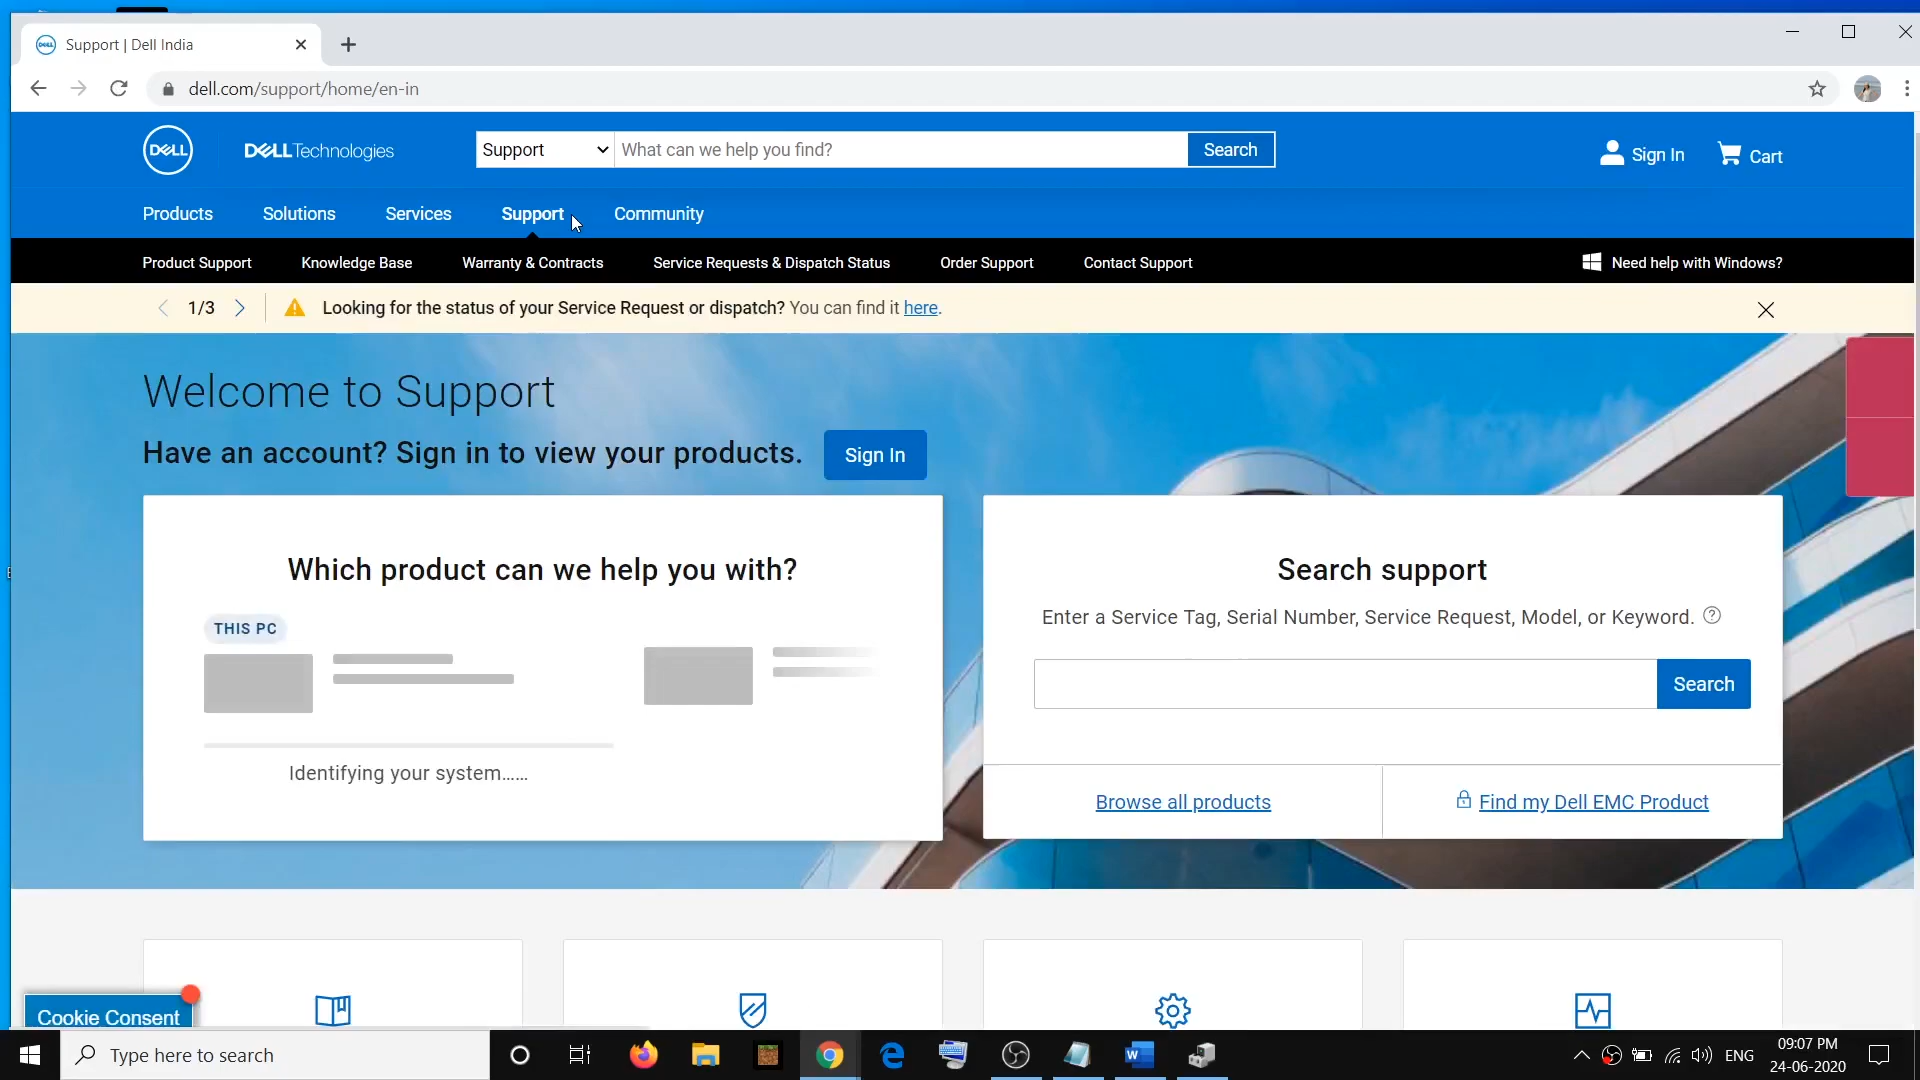 Support | Dell India
dell.com/support/home/en-in
DELL
DELLTechnologies
Support
What can we help you find?
Search
Sign In
Cart
Products
Solutions
Services
Support
Community
Product Support
Knowledge Base
Warranty & Contracts
Service Requests & Dispatch Status
Order Support
Contact Support
Need help with Windows?
1/3
Looking for the status of your Service Request or dispatch? You can find it here.
Welcome to Support
Have an account? Sign in to view your products.
Sign In
Which product can we help you with?
THIS PC
Identifying your system......
Search support
Enter a Service Tag, Serial Number, Service Request, Model, or Keyword.
Search
Browse all products
Find my Dell EMC Product
Cookie Consent
Type here to search
ENG
09:07 PM
24-06-2020